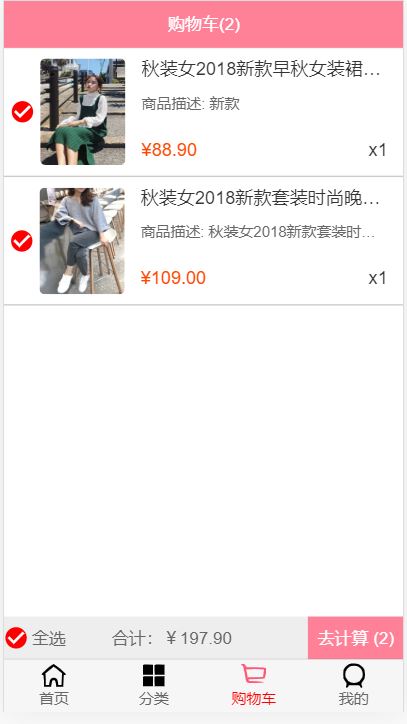 购物车(2)
秋装女2018新款早秋女装裙…
商品描述: 新款
¥88.90 x1
秋装女2018新款套装时尚晚…
商品描述: 秋装女2018新款套装时…
¥109.00 x1
全选 合计：￥197.90 去计算 (2)
首页 分类 购物车 我的